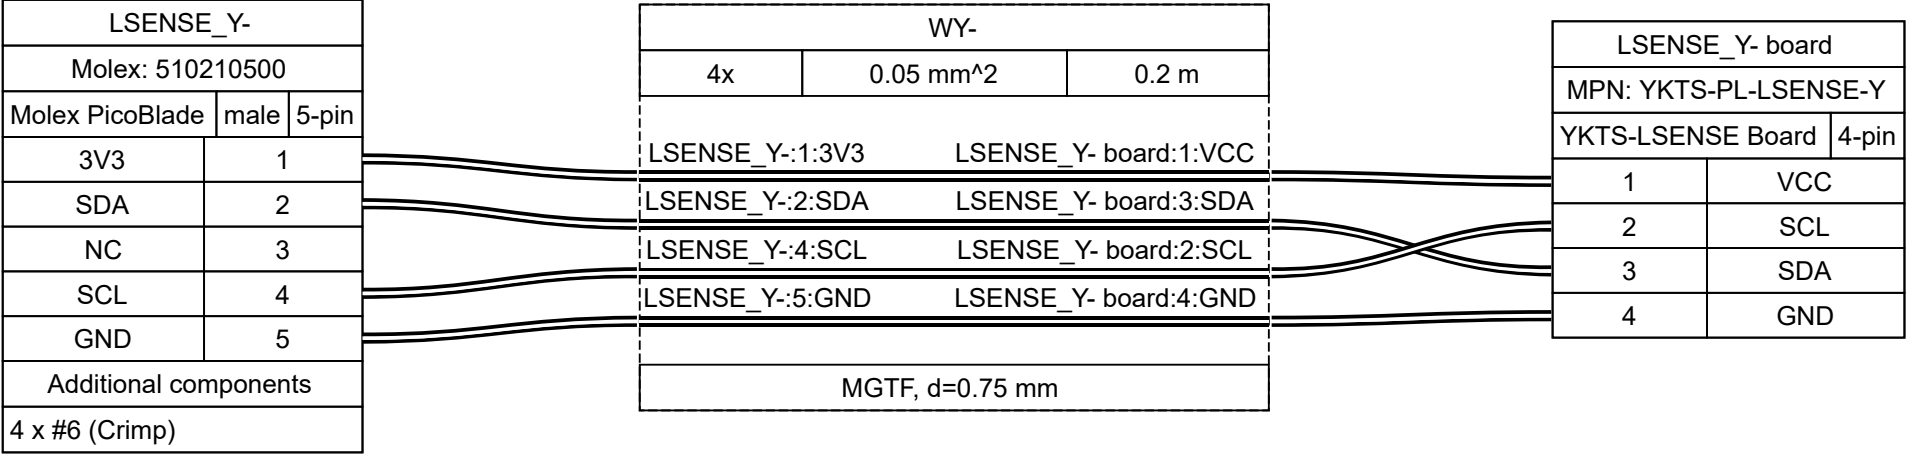 LSENSE_Y-
Molex: 510210500
Molex PicoBlade male 5-pin
3V3 1
SDA 2
NC 3
SCL 4
GND 5
Additional components
4 x #6 (Crimp)
WY-
4x 0.05 mm^2 0.2 m
LSENSE_Y-:1:3V3 LSENSE_Y- board:1:VCC
LSENSE_Y-:2:SDA LSENSE_Y- board:3:SDA
LSENSE_Y-:4:SCL LSENSE_Y- board:2:SCL
LSENSE_Y-:5:GND LSENSE_Y- board:4:GND
MGTF, d=0.75 mm
LSENSE_Y- board
MPN: YKTS-PL-LSENSE-Y
YKTS-LSENSE Board 4-pin
1 VCC
2 SCL
3 SDA
4 GND